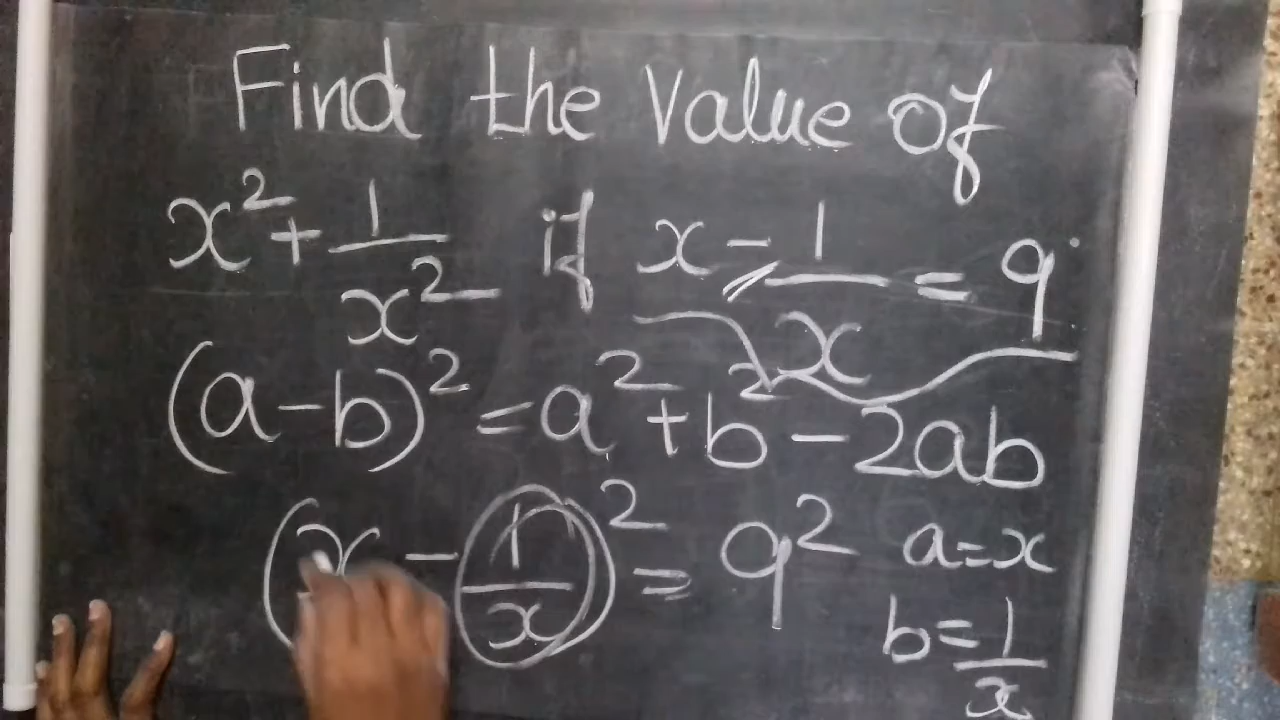 Find the Value of
x² + 1/x² if x - 1/x = 9
(a - b)² = a² + b² - 2ab
(x - 1/x)² = 9² a = x
b = 1/x